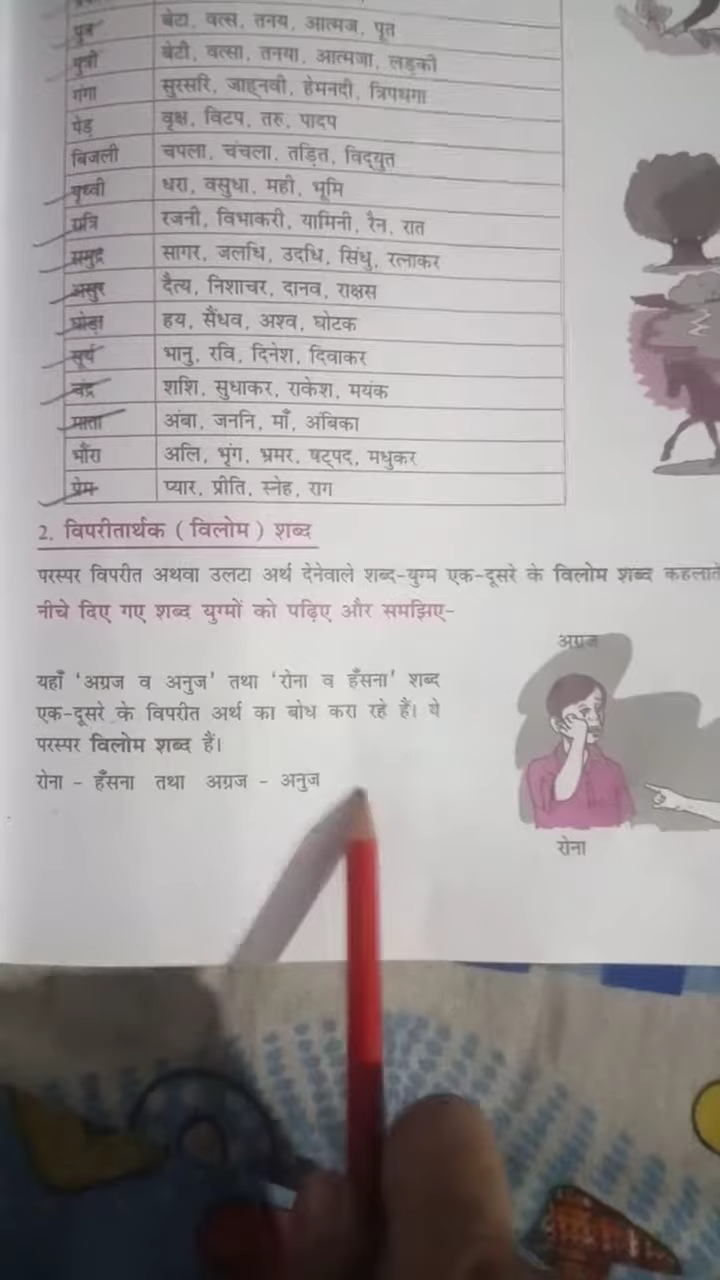 पुत्र बेटा, वत्स, तनय, आत्मज, पूत
पुत्री बेटी, वत्सा, तनया, आत्मजा, लड़की
गंगा सुरसरि, जाह्नवी, हेमनदी, त्रिपथगा
पेड़ वृक्ष, विटप, तरु, पादप
बिजली चपला, चंचला, तड़ित, विद्युत
पृथ्वी धरा, वसुधा, मही, भूमि
रात्रि रजनी, विभाकरी, यामिनी, रैन, रात
समुद्र सागर, जलधि, उदधि, सिंधु, रत्नाकर
असुर दैत्य, निशाचर, दानव, राक्षस
घोड़ा हय, सैंधव, अश्व, घोटक
सूर्य भानु, रवि, दिनेश, दिवाकर
चंद्र शशि, सुधाकर, राकेश, मयंक
माता अंबा, जननि, माँ, अंबिका
भौंरा अलि, भृंग, भ्रमर, षट्पद, मधुकर
प्रेम प्यार, प्रीति, स्नेह, राग
2. विपरीतार्थक ( विलोम ) शब्द
परस्पर विपरीत अथवा उलटा अर्थ देनेवाले शब्द-युग्म एक-दूसरे के विलोम शब्द कहलाते
नीचे दिए गए शब्द युग्मों को पढ़िए और समझिए-
अग्रज
यहाँ 'अग्रज व अनुज' तथा 'रोना व हँसना' शब्द
एक-दूसरे के विपरीत अर्थ का बोध करा रहे हैं। ये
परस्पर विलोम शब्द हैं।
रोना - हँसना तथा अग्रज - अनुज
रोना